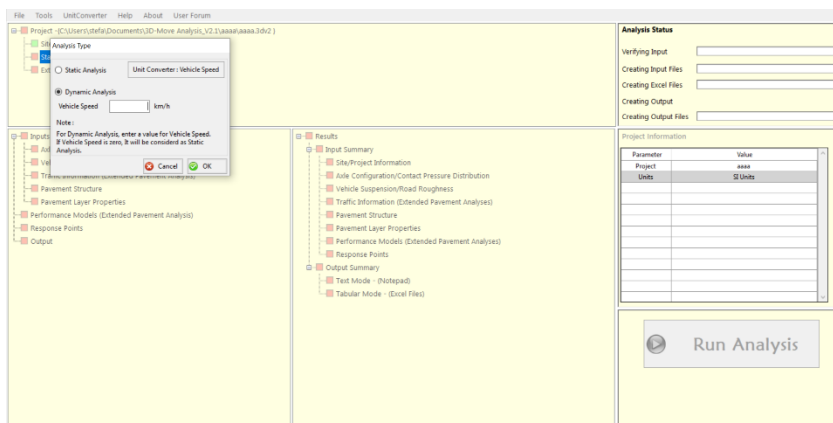 File Tools UnitConverter Help About User Forum
Project -(C:\Users\stefa\Documents\3D-Move Analysis_V2.1\aaaa\aaaa.3dv2 )
Analysis Type
Static Analysis
Unit Converter : Vehicle Speed
Dynamic Analysis
Vehicle Speed
km/h
Note :
For Dynamic Analysis, enter a value for Vehicle Speed.
If Vehicle Speed is zero, It will be considerd as Static
Analysis.
Cancel
OK
Inputs
Traffic Information (Extended Pavement Analysis)
Pavement Structure
Pavement Layer Properties
Performance Models (Extended Pavement Analysis)
Response Points
Output
Results
Input Summary
Site/Project Information
Axle Configuration/Contact Pressure Distribution
Vehicle Suspension/Road Roughness
Traffic Information (Extended Pavement Analyses)
Pavement Structure
Pavement Layer Properties
Performance Models (Extended Pavement Analyses)
Response Points
Output Summary
Text Mode - (Notepad)
Tabular Mode - (Excel Files)
Analysis Status
Verifying Input
Creating Input Files
Creating Excel Files
Creating Output
Creating Output Files
Project Information
Parameter Value
Project aaaa
Units SI Units
Run Analysis